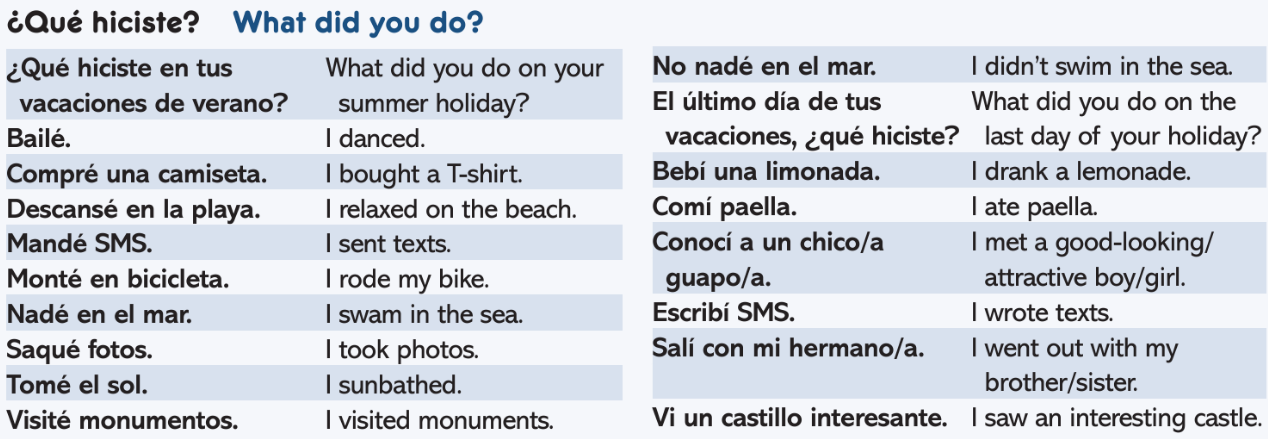 ¿Qué hiciste? What did you do?
¿Qué hiciste en tus What did you do on your
vacaciones de verano? summer holiday?
Bailé. I danced.
Compré una camiseta. I bought a T-shirt.
Descansé en la playa. I relaxed on the beach.
Mandé SMS. I sent texts.
Monté en bicicleta. I rode my bike.
Nadé en el mar. I swam in the sea.
Saqué fotos. I took photos.
Tomé el sol. I sunbathed.
Visité monumentos. I visited monuments.
No nadé en el mar. I didn't swim in the sea.
El último día de tus What did you do on the
vacaciones, ¿qué hiciste? last day of your holiday?
Bebí una limonada. I drank a lemonade.
Comí paella. I ate paella.
Conocí a un chico/a I met a good-looking/
guapo/a. attractive boy/girl.
Escribí SMS. I wrote texts.
Salí con mi hermano/a. I went out with my
brother/sister.
Vi un castillo interesante. I saw an interesting castle.